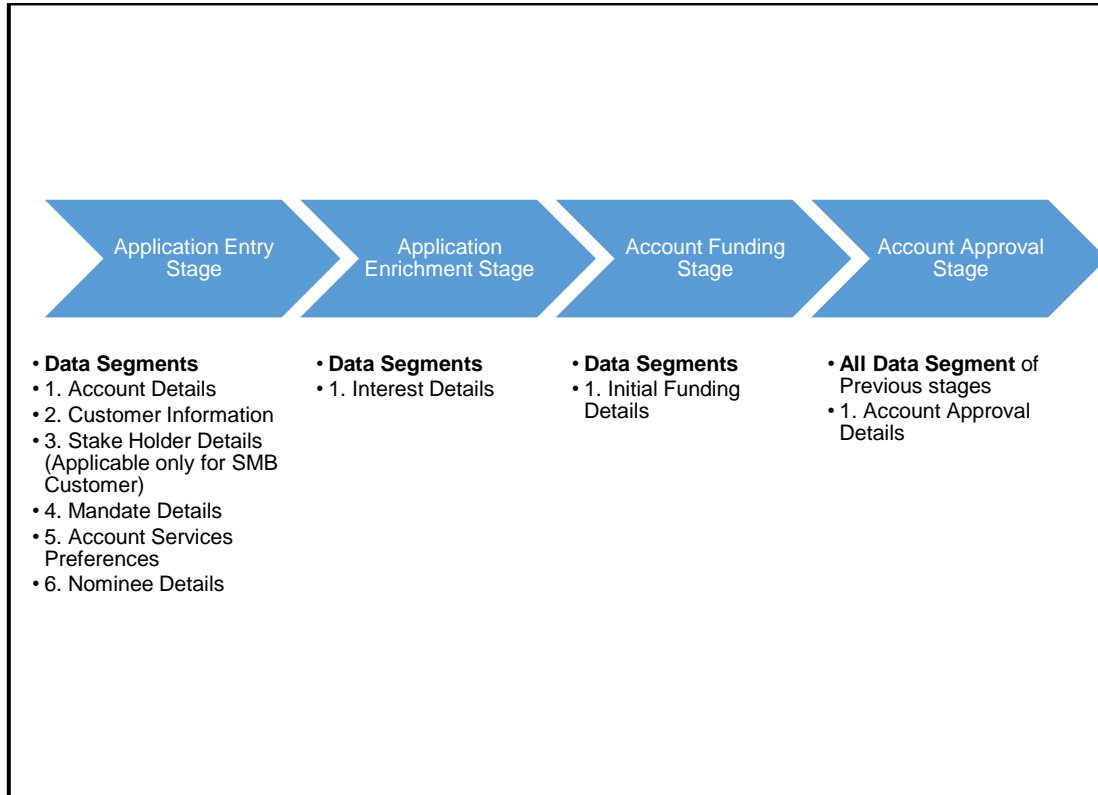 Application Entry
Stage
Application
Enrichment Stage
Account Funding
Stage
Account Approval
Stage
• Data Segments
• 1. Account Details
• 2. Customer Information
• 3. Stake Holder Details
(Applicable only for SMB
Customer)
• 4. Mandate Details
• 5. Account Services
Preferences
• 6. Nominee Details
• Data Segments
• 1. Interest Details
• Data Segments
• 1. Initial Funding
Details
• All Data Segment of
Previous stages
• 1. Account Approval
Details